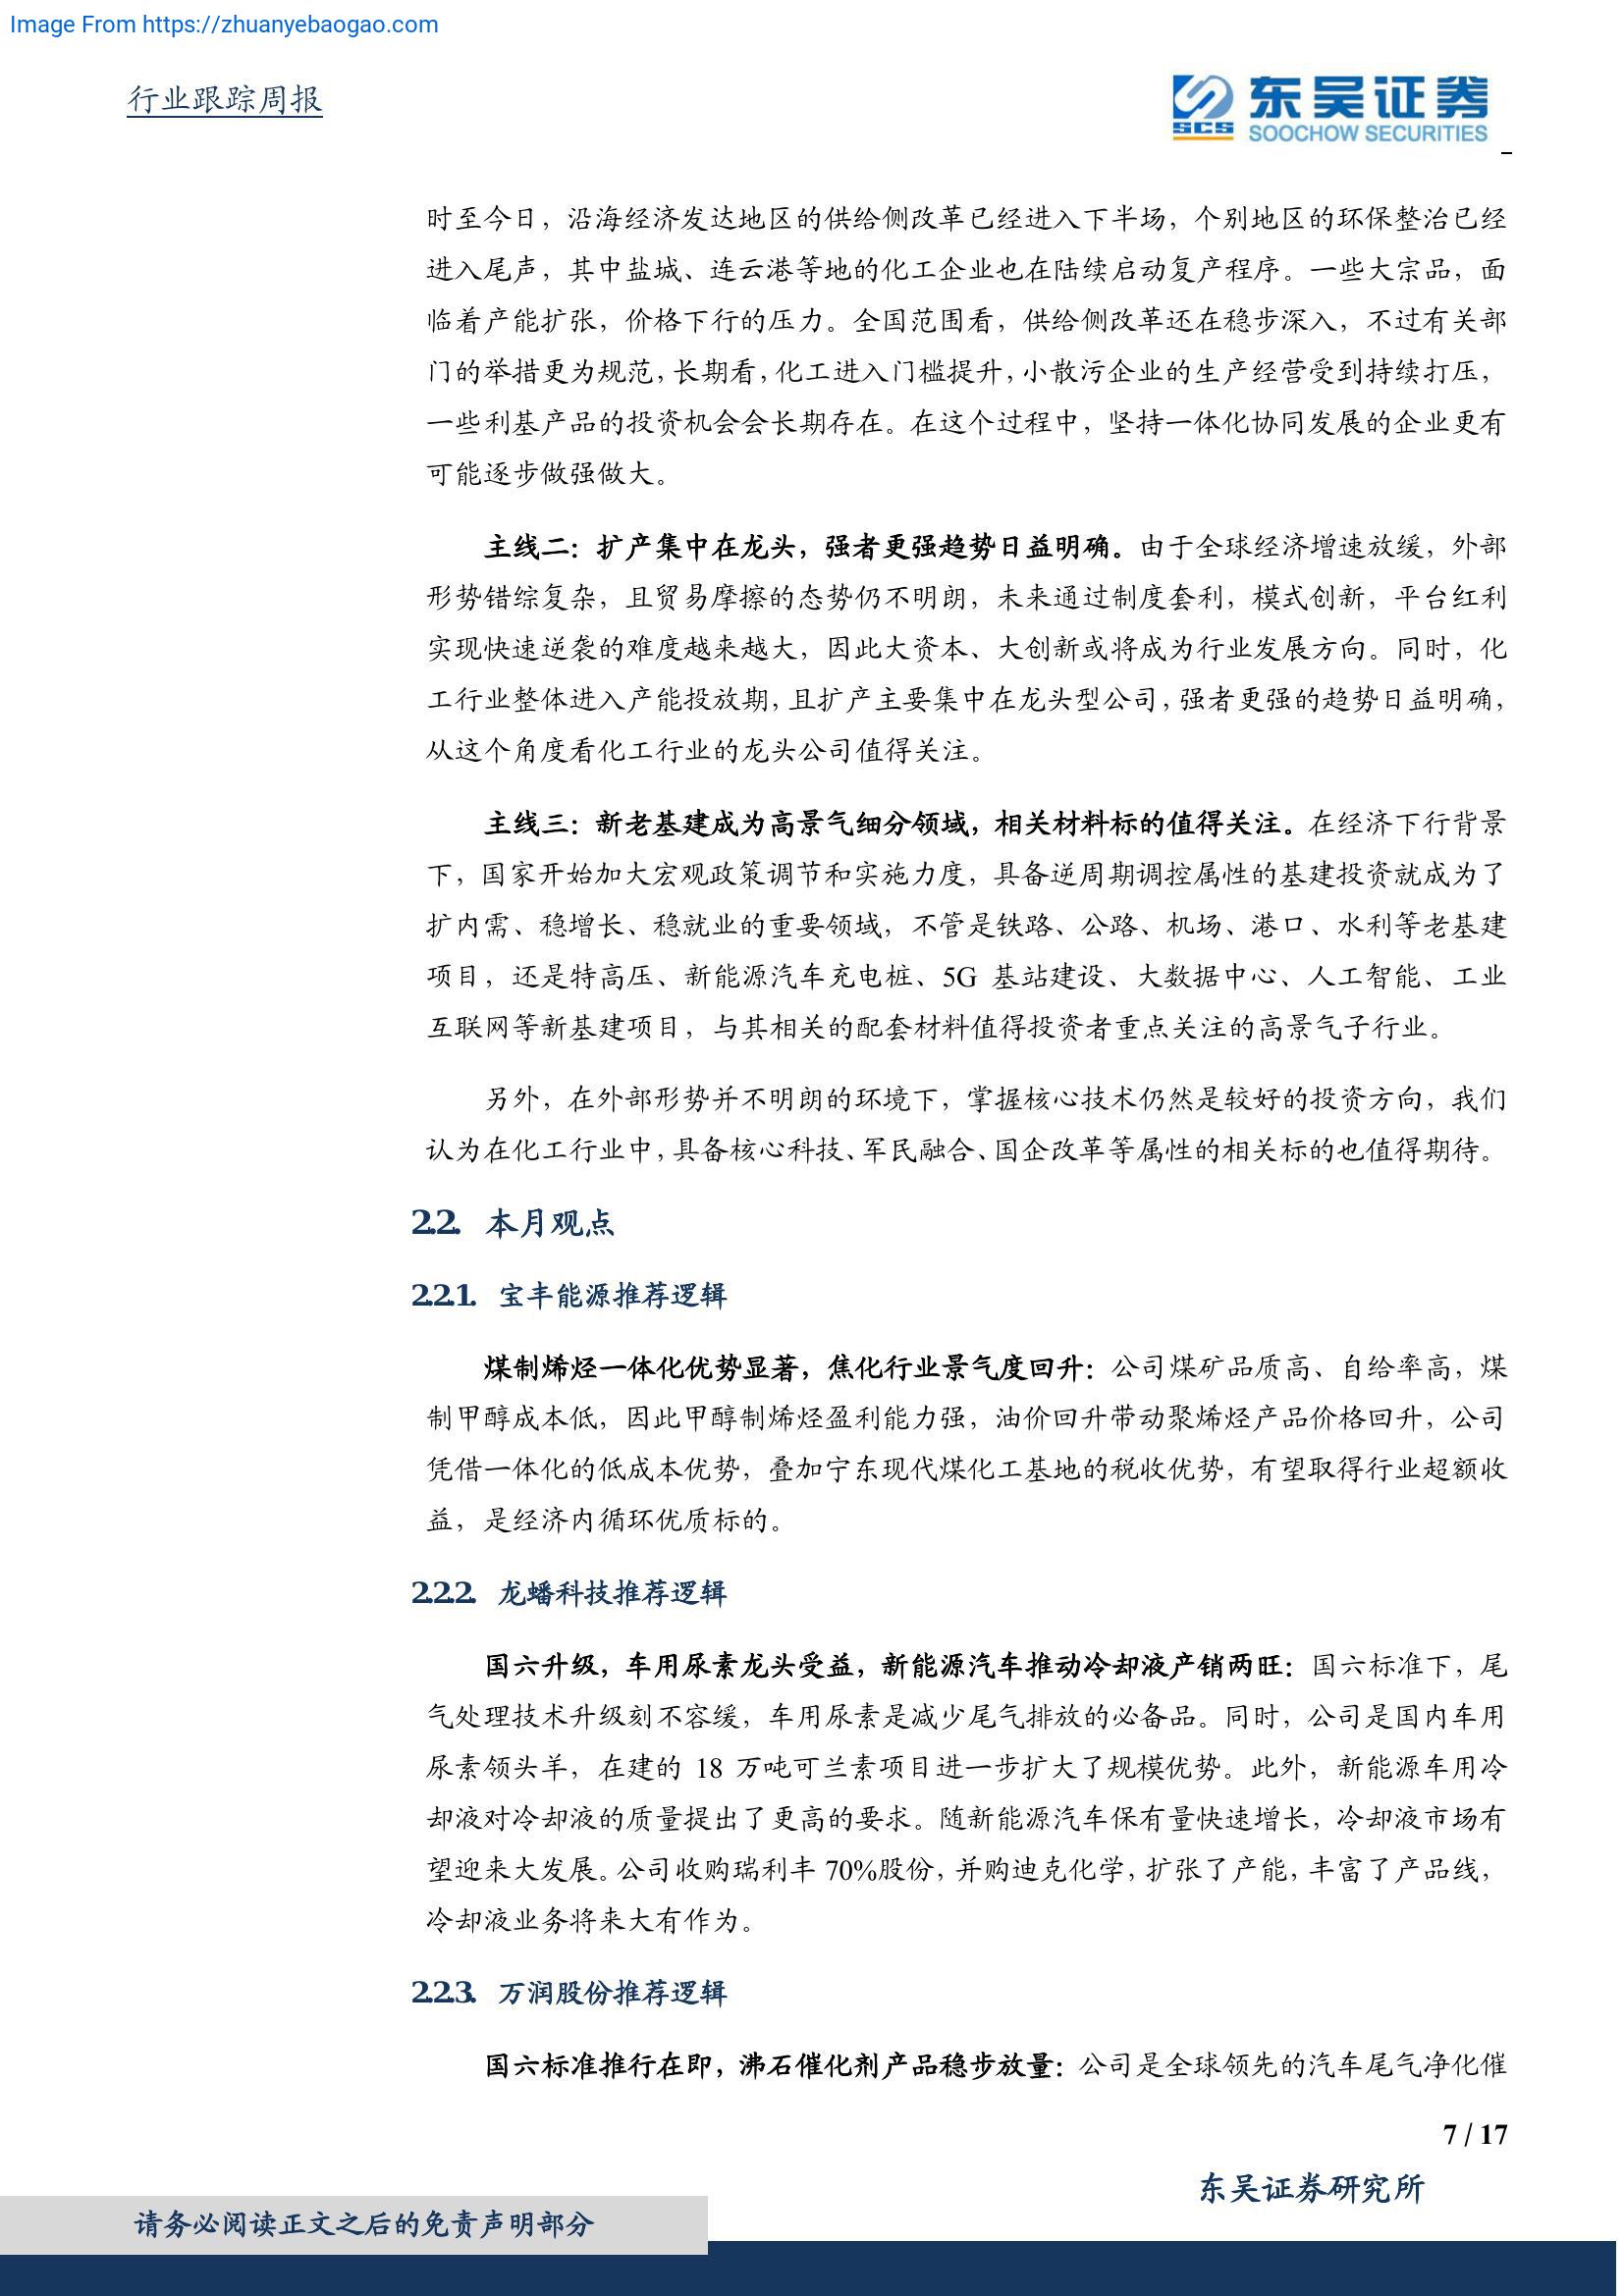 Image From https://zhuanyebaogao.com
行业跟踪周报
东吴证券
SCS
SOOCHOW SECURITIES
时至今日，沿海经济发达地区的供给侧改革已经进入下半场，个别地区的环保整治已经
进入尾声，其中盐城、连云港等地的化工企业也在陆续启动复产程序。一些大宗品，面
临着产能扩张，价格下行的压力。全国范围看，供给侧改革还在稳步深入，不过有关部
门的举措更为规范，长期看，化工进入门槛提升，小散污企业的生产经营受到持续打压，
一些利基产品的投资机会会长期存在。在这个过程中，坚持一体化协同发展的企业更有
可能逐步做强做大。
主线二：扩产集中在龙头，强者更强趋势日益明确。由于全球经济增速放缓，外部
形势错综复杂，且贸易摩擦的态势仍不明朗，未来通过制度套利，模式创新，平台红利
实现快速逆袭的难度越来越大，因此大资本、大创新或将成为行业发展方向。同时，化
工行业整体进入产能投放期，且扩产主要集中在龙头型公司，强者更强的趋势日益明确，
从这个角度看化工行业的龙头公司值得关注。
主线三：新老基建成为高景气细分领域，相关材料标的值得关注。在经济下行背景
下，国家开始加大宏观政策调节和实施力度，具备逆周期调控属性的基建投资就成为了
扩内需、稳增长、稳就业的重要领域，不管是铁路、公路、机场、港口、水利等老基建
项目，还是特高压、新能源汽车充电桩、5G 基站建设、大数据中心、人工智能、工业
互联网等新基建项目，与其相关的配套材料值得投资者重点关注的高景气子行业。
另外，在外部形势并不明朗的环境下，掌握核心技术仍然是较好的投资方向，我们
认为在化工行业中，具备核心科技、军民融合、国企改革等属性的相关标的也值得期待。
2.2. 本月观点
2.2.1. 宝丰能源推荐逻辑
煤制烯烃一体化优势显著，焦化行业景气度回升：公司煤矿品质高、自给率高，煤
制甲醇成本低，因此甲醇制烯烃盈利能力强，油价回升带动聚烯烃产品价格回升，公司
凭借一体化的低成本优势，叠加宁东现代煤化工基地的税收优势，有望取得行业超额收
益，是经济内循环优质标的。
2.2.2. 龙蟠科技推荐逻辑
国六升级，车用尿素龙头受益，新能源汽车推动冷却液产销两旺：国六标准下，尾
气处理技术升级刻不容缓，车用尿素是减少尾气排放的必备品。同时，公司是国内车用
尿素领头羊，在建的 18 万吨可兰素项目进一步扩大了规模优势。此外，新能源车用冷
却液对冷却液的质量提出了更高的要求。随新能源汽车保有量快速增长，冷却液市场有
望迎来大发展。公司收购瑞利丰 70%股份，并购迪克化学，扩张了产能，丰富了产品线，
冷却液业务将来大有作为。
2.2.3. 万润股份推荐逻辑
国六标准推行在即，沸石催化剂产品稳步放量：公司是全球领先的汽车尾气净化催
7 / 17
东吴证券研究所
请务必阅读正文之后的免责声明部分